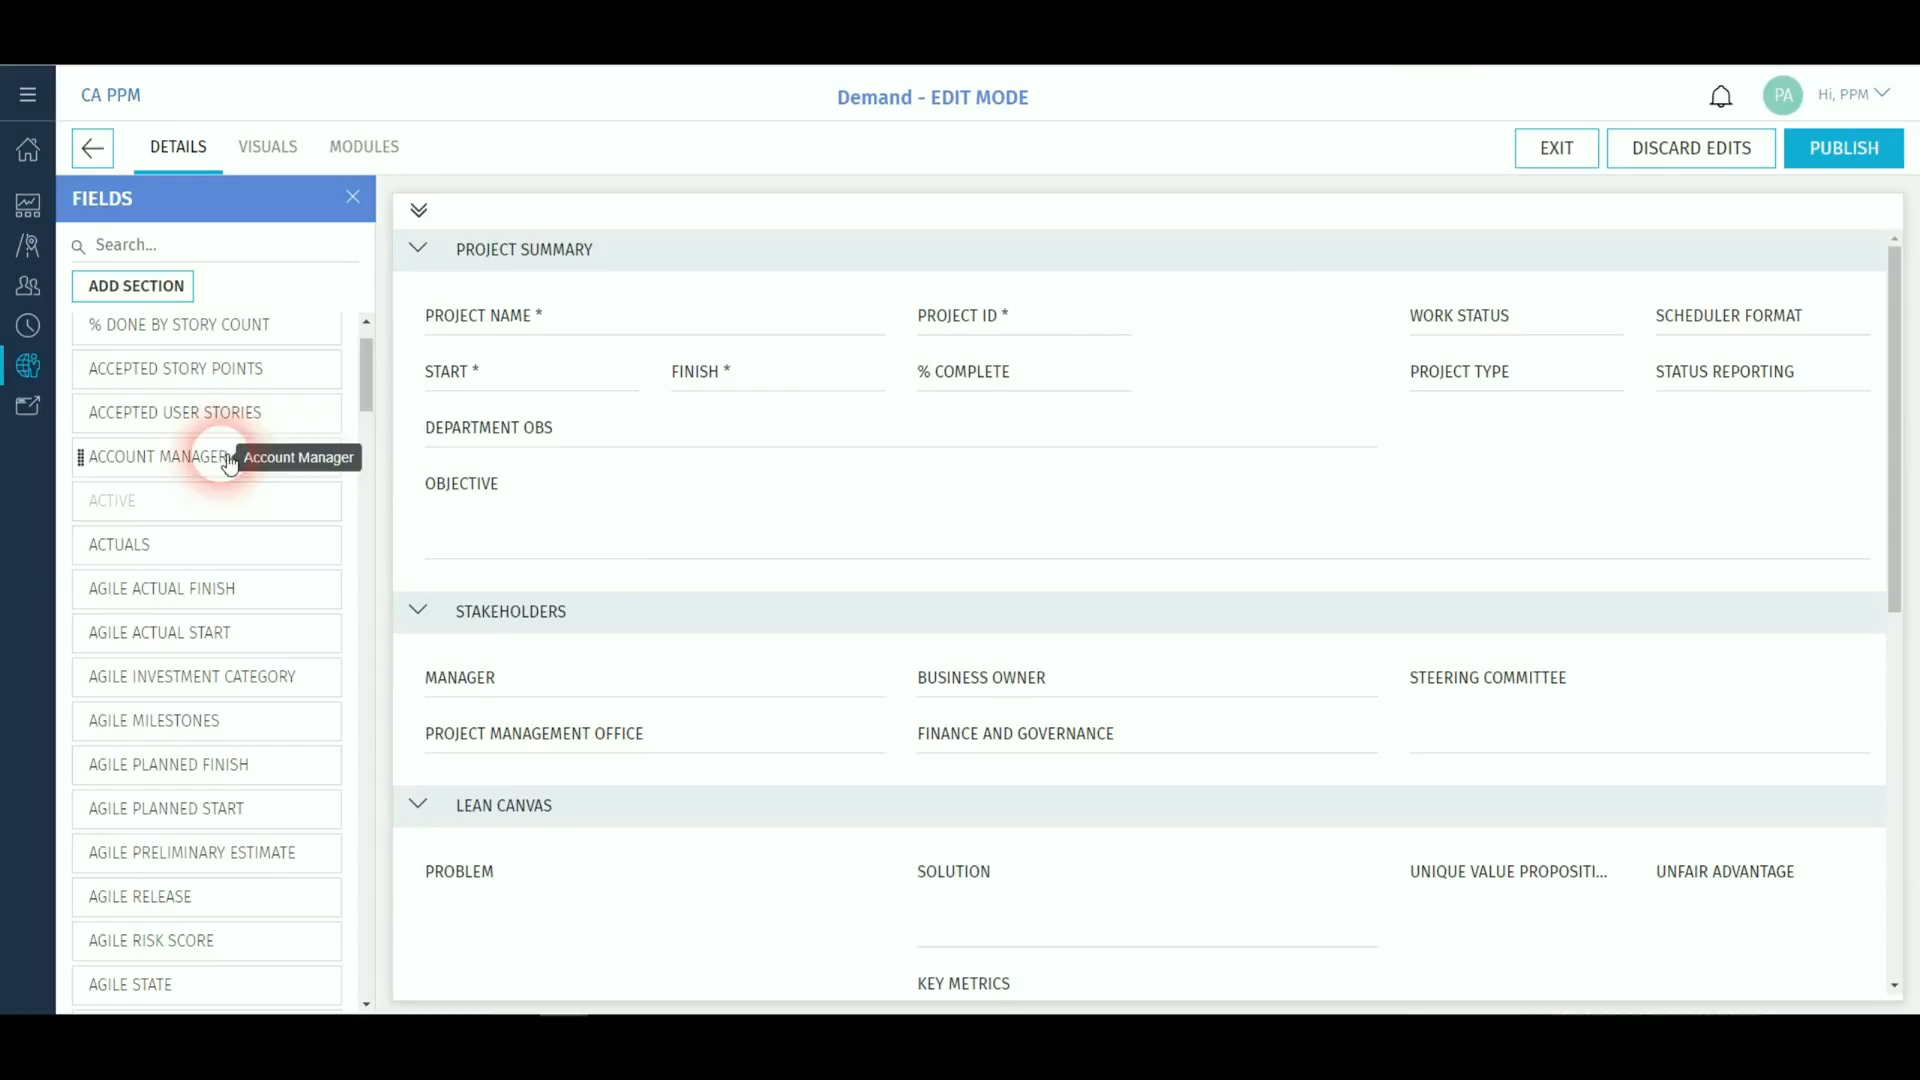 CA PPM
Demand - EDIT MODE
PA
Hi, PPM
DETAILS
VISUALS
MODULES
EXIT
DISCARD EDITS
PUBLISH
FIELDS
Search...
ADD SECTION
% DONE BY STORY COUNT
ACCEPTED STORY POINTS
ACCEPTED USER STORIES
ACCOUNT MANAGER
Account Manager
ACTIVE
ACTUALS
AGILE ACTUAL FINISH
AGILE ACTUAL START
AGILE INVESTMENT CATEGORY
AGILE MILESTONES
AGILE PLANNED FINISH
AGILE PLANNED START
AGILE PRELIMINARY ESTIMATE
AGILE RELEASE
AGILE RISK SCORE
AGILE STATE
PROJECT SUMMARY
PROJECT NAME *
PROJECT ID *
WORK STATUS
SCHEDULER FORMAT
START *
FINISH *
% COMPLETE
PROJECT TYPE
STATUS REPORTING
DEPARTMENT OBS
OBJECTIVE
STAKEHOLDERS
MANAGER
BUSINESS OWNER
STEERING COMMITTEE
PROJECT MANAGEMENT OFFICE
FINANCE AND GOVERNANCE
LEAN CANVAS
PROBLEM
SOLUTION
UNIQUE VALUE PROPOSITI...
UNFAIR ADVANTAGE
KEY METRICS